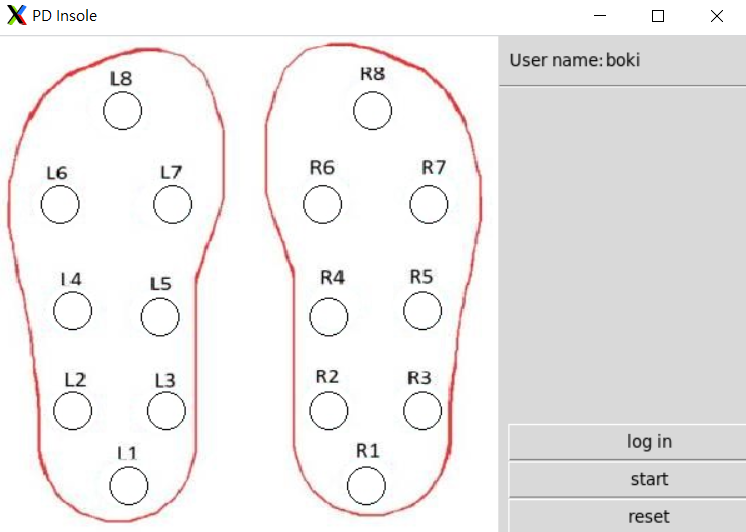 PD Insole
User name: boki
L8
R8
L6
L7
R6
R7
L4
L5
R4
R5
L2
L3
R2
R3
L1
R1
log in
start
reset